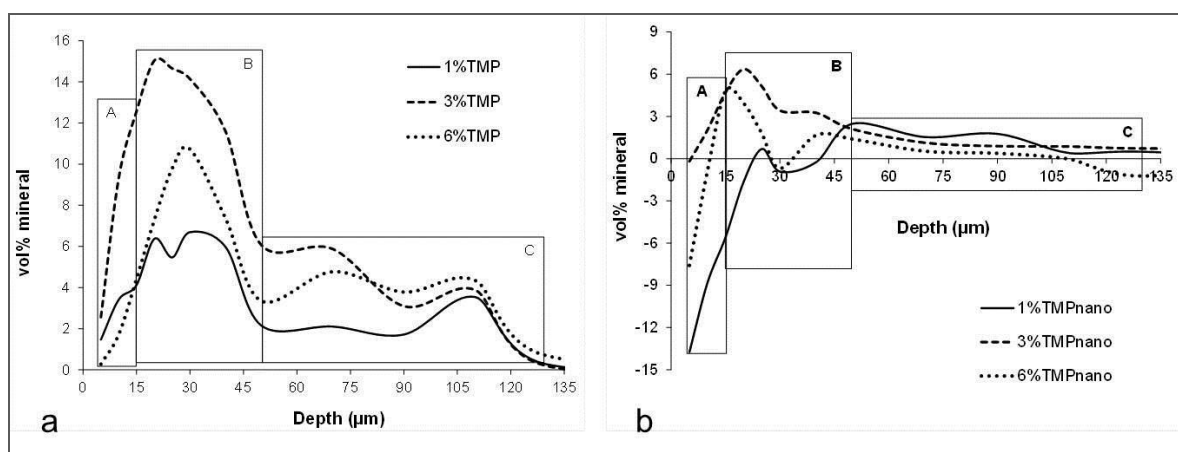 16
14
12
10
8
6
4
2
0
vol% mineral
A
B
C
1%TMP
3%TMP
6%TMP
0 15 30 45 60 75 90 105 120 135
Depth (µm)
a
9
6
3
0
-3
-6
-9
-12
-15
vol% mineral
A
B
C
0 15 30 45 60 75 90 105 120 135
Depth (µm)
1%TMPnano
3%TMPnano
6%TMPnano
b